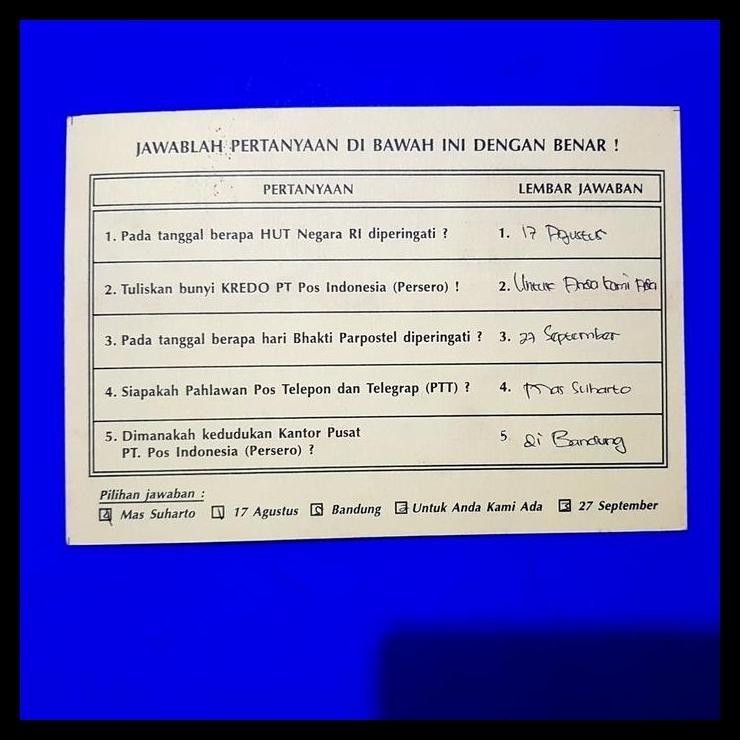 JAWABLAH PERTANYAAN DI BAWAH INI DENGAN BENAR !
PERTANYAAN LEMBAR JAWABAN
1. Pada tanggal berapa HUT Negara RI diperingati ? 1. 17 Agustus
2. Tuliskan bunyi KREDO PT Pos Indonesia (Persero) ! 2. Untuk Anda kami Ada
3. Pada tanggal berapa hari Bhakti Parpostel diperingati ? 3. 27 September
4. Siapakah Pahlawan Pos Telepon dan Telegrap (PTT) ? 4. Mas Suharto
5. Dimanakah kedudukan Kantor Pusat 5 di Bandung
PT. Pos Indonesia (Persero) ?
Pilihan jawaban :
4 Mas Suharto 1 17 Agustus 5 Bandung 2 Untuk Anda Kami Ada 3 27 September